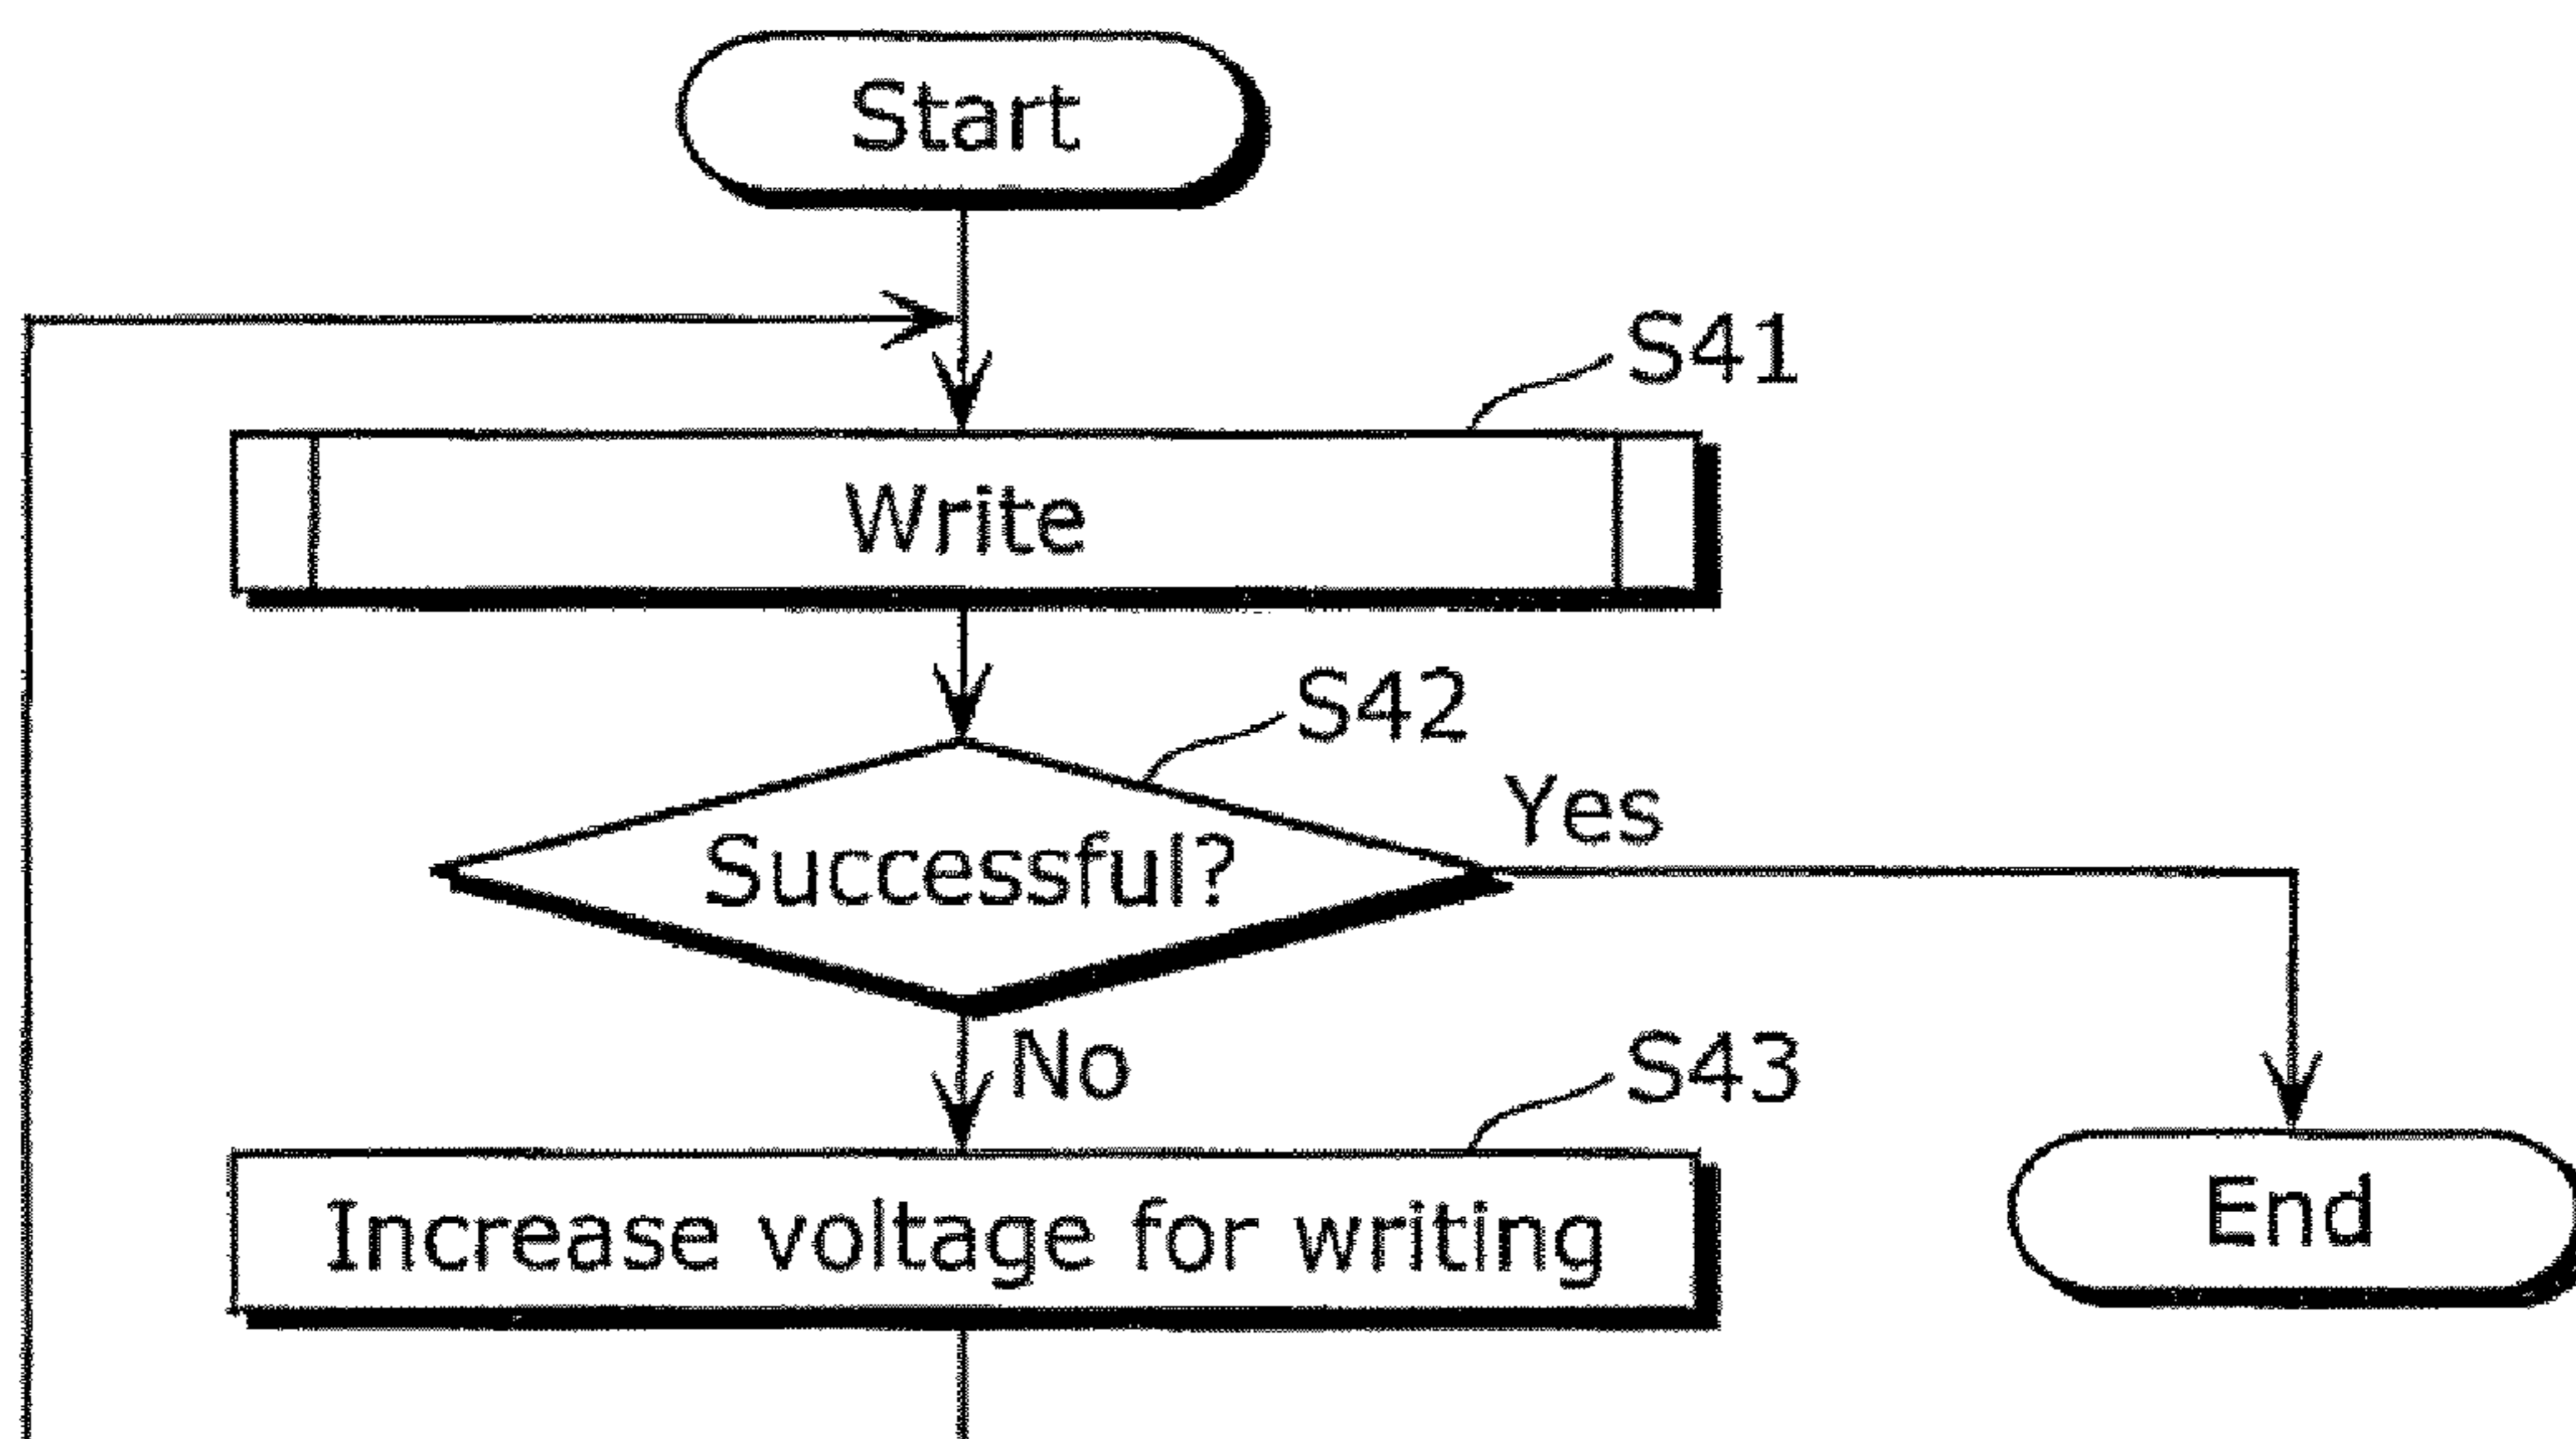 Start
S41
Write
S42
Successful?
Yes
No
S43
Increase voltage for writing
End